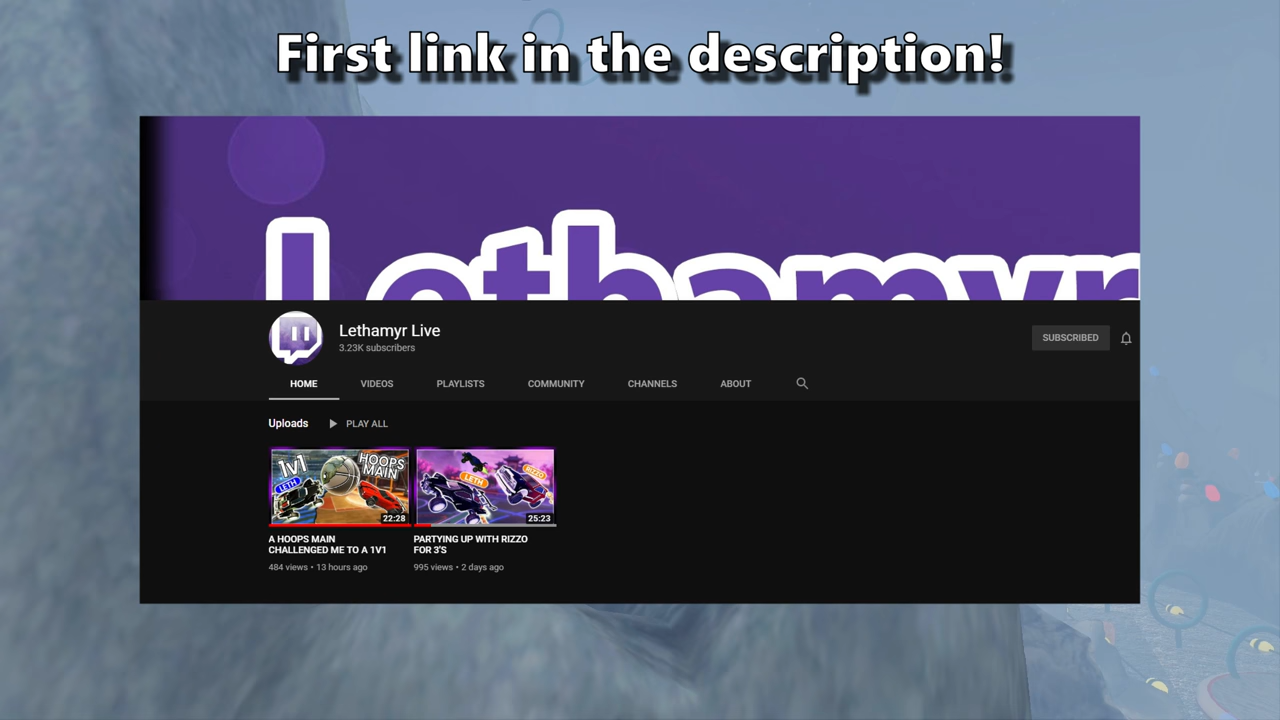 First link in the description!
Lethamyr
Lethamyr Live
3.23K subscribers
SUBSCRIBED
HOME VIDEOS PLAYLISTS COMMUNITY CHANNELS ABOUT
Uploads PLAY ALL
1v1
LETH
HOOPS
MAIN
22:28
LETH
RIZZO
25:23
A HOOPS MAIN
CHALLENGED ME TO A 1V1
484 views • 13 hours ago
PARTYING UP WITH RIZZO
FOR 3'S
995 views • 2 days ago